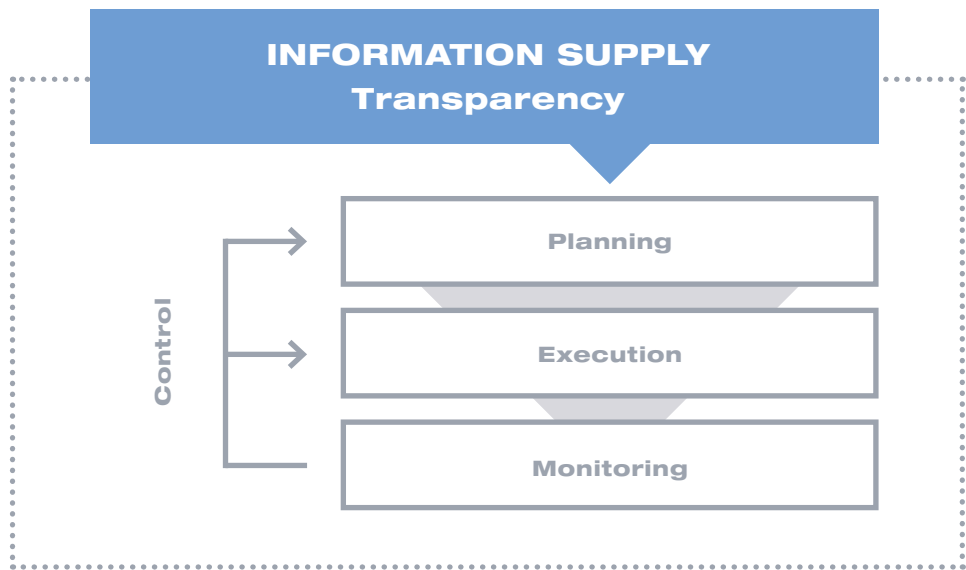 INFORMATION SUPPLY
Transparency
Planning
Control
Execution
Monitoring